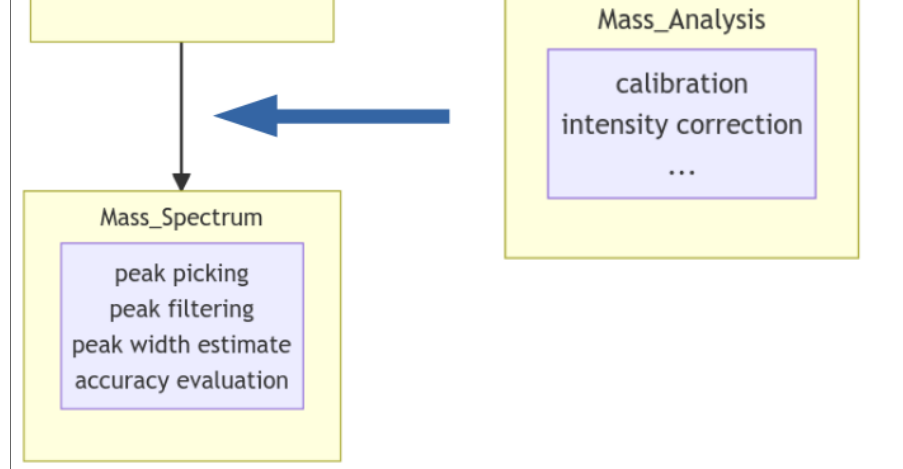 Mass_Analysis
calibration
intensity correction
...
Mass_Spectrum
peak picking
peak filtering
peak width estimate
accuracy evaluation